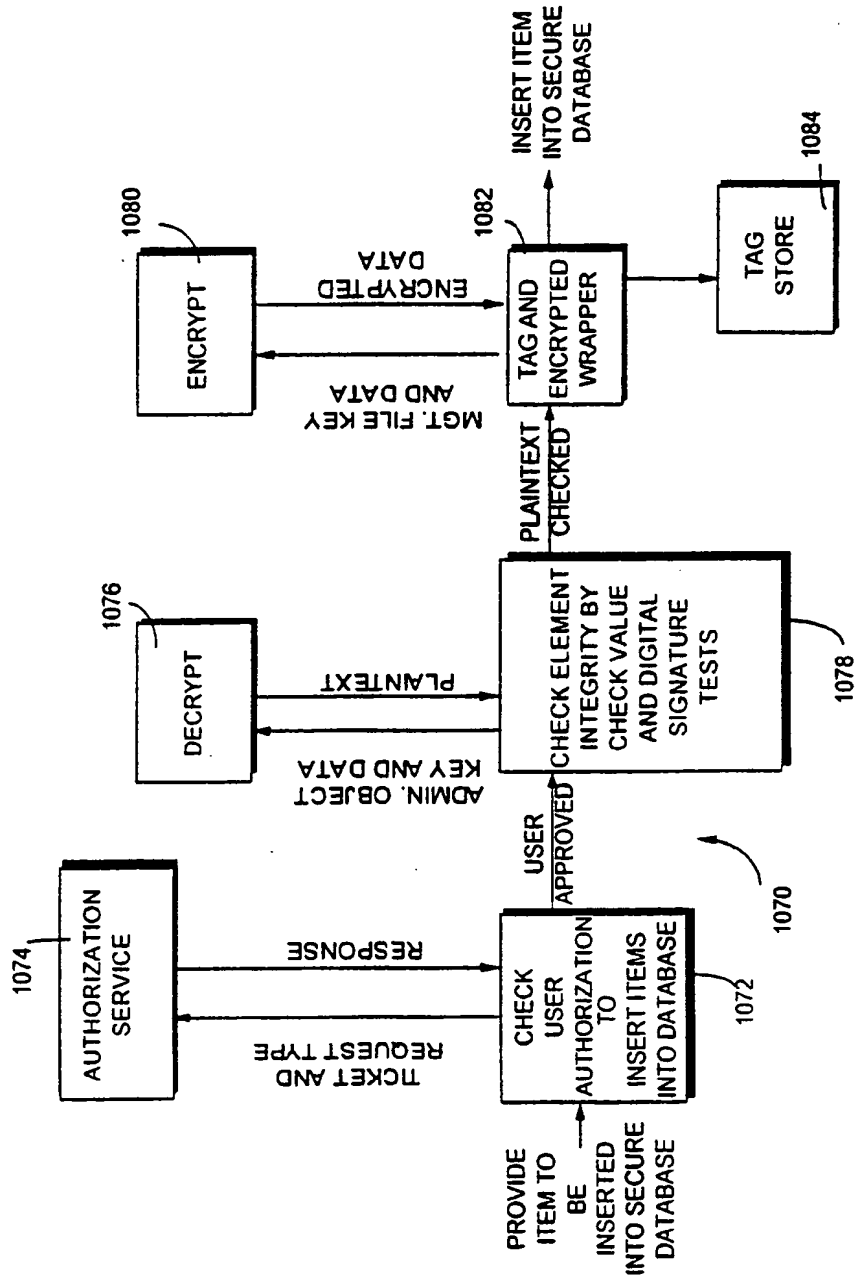 PROVIDE
ITEM TO
BE
INSERTED
INTO SECURE
DATABASE
CHECK
USER
AUTHORIZATION
TO
INSERT ITEMS
INTO DATABASE
1072
TICKET AND
REQUEST TYPE
RESPONSE
AUTHORIZATION
SERVICE
1074
USER
APPROVED
1070
CHECK ELEMENT
INTEGRITY BY
CHECK VALUE
AND DIGITAL
SIGNATURE
TESTS
1078
ADMIN. OBJECT
KEY AND DATA
PLAINTEXT
DECRYPT
1076
PLAINTEXT
CHECKED
TAG AND
ENCRYPTED
WRAPPER
1082
MGT. FILE KEY
AND DATA
ENCRYPTED
DATA
ENCRYPT
1080
INSERT ITEM
INTO SECURE
DATABASE
TAG
STORE
1084